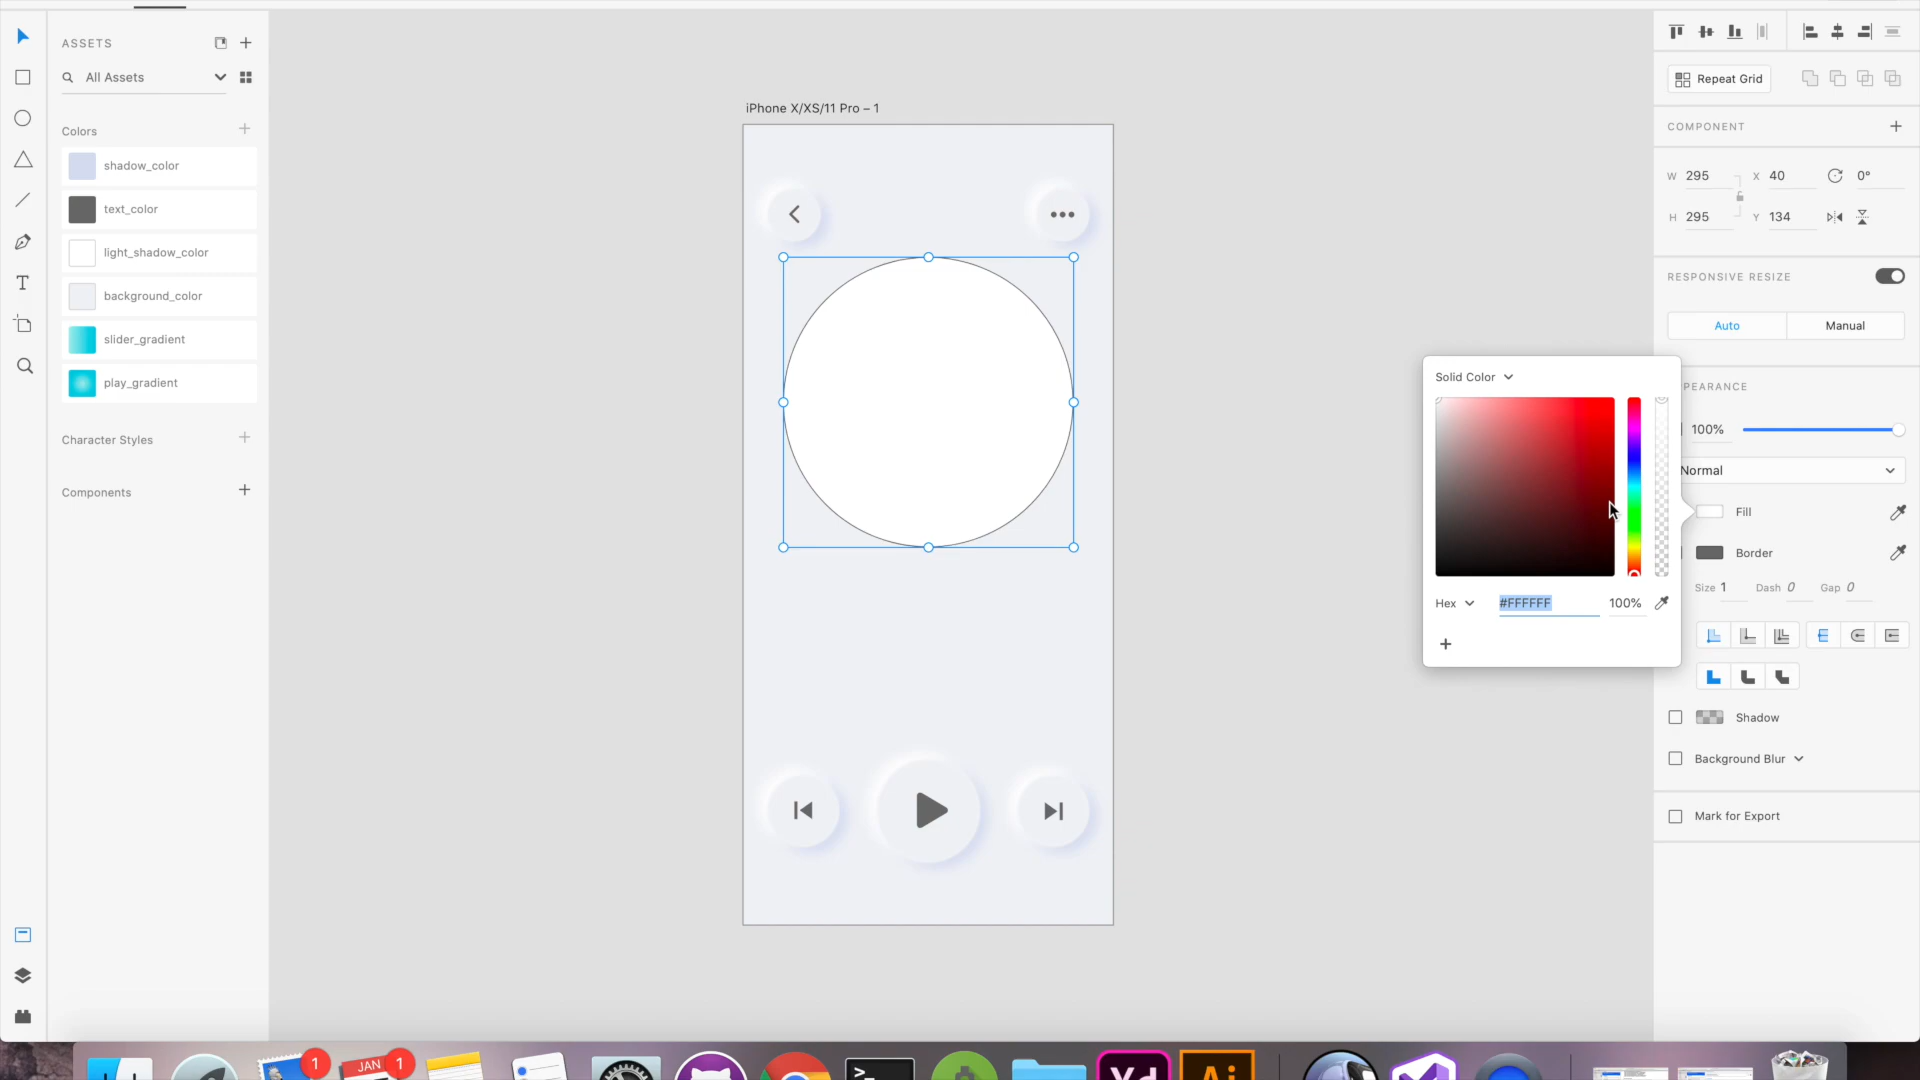 ASSETS
All Assets
Colors
shadow_color
text_color
light_shadow_color
background_color
slider_gradient
play_gradient
Character Styles
Components
iPhone X/XS/11 Pro – 1
Repeat Grid
COMPONENT
W 295 X 40 0°
H 295 Y 134
RESPONSIVE RESIZE
Auto Manual
Solid Color
PEARANCE
100%
Normal
Fill
Border
Size 1 Dash 0 Gap 0
Hex #FFFFFF 100%
Shadow
Background Blur
Mark for Export
1
JAN 1
>_
Xd
Ai